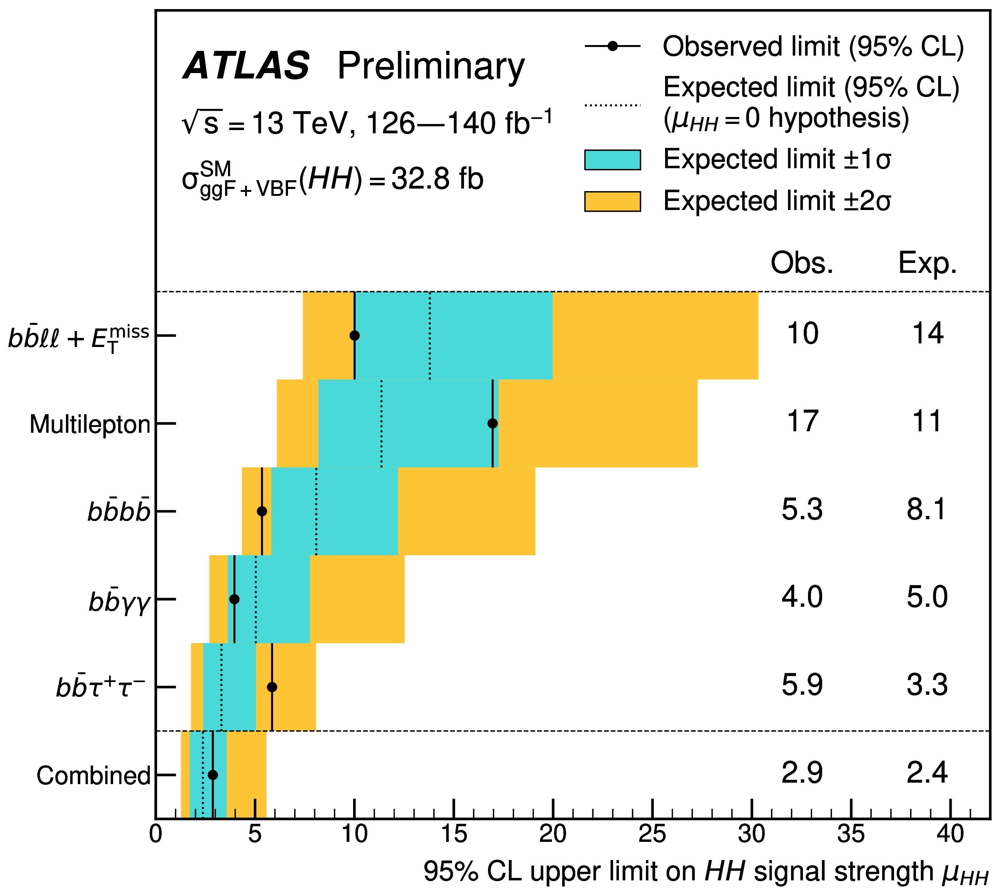 ATLAS Preliminary
√s = 13 TeV, 126—140 fb⁻¹
σ^SM_ggF + VBF(HH) = 32.8 fb
Observed limit (95% CL)
Expected limit (95% CL)
(μ_HH = 0 hypothesis)
Expected limit ±1σ
Expected limit ±2σ
Obs. Exp.
bb̄ℓℓ + E_T^miss 10 14
Multilepton 17 11
bb̄bb̄ 5.3 8.1
bb̄γγ 4.0 5.0
bb̄τ⁺τ⁻ 5.9 3.3
Combined 2.9 2.4
0 5 10 15 20 25 30 35 40
95% CL upper limit on HH signal strength μ_HH